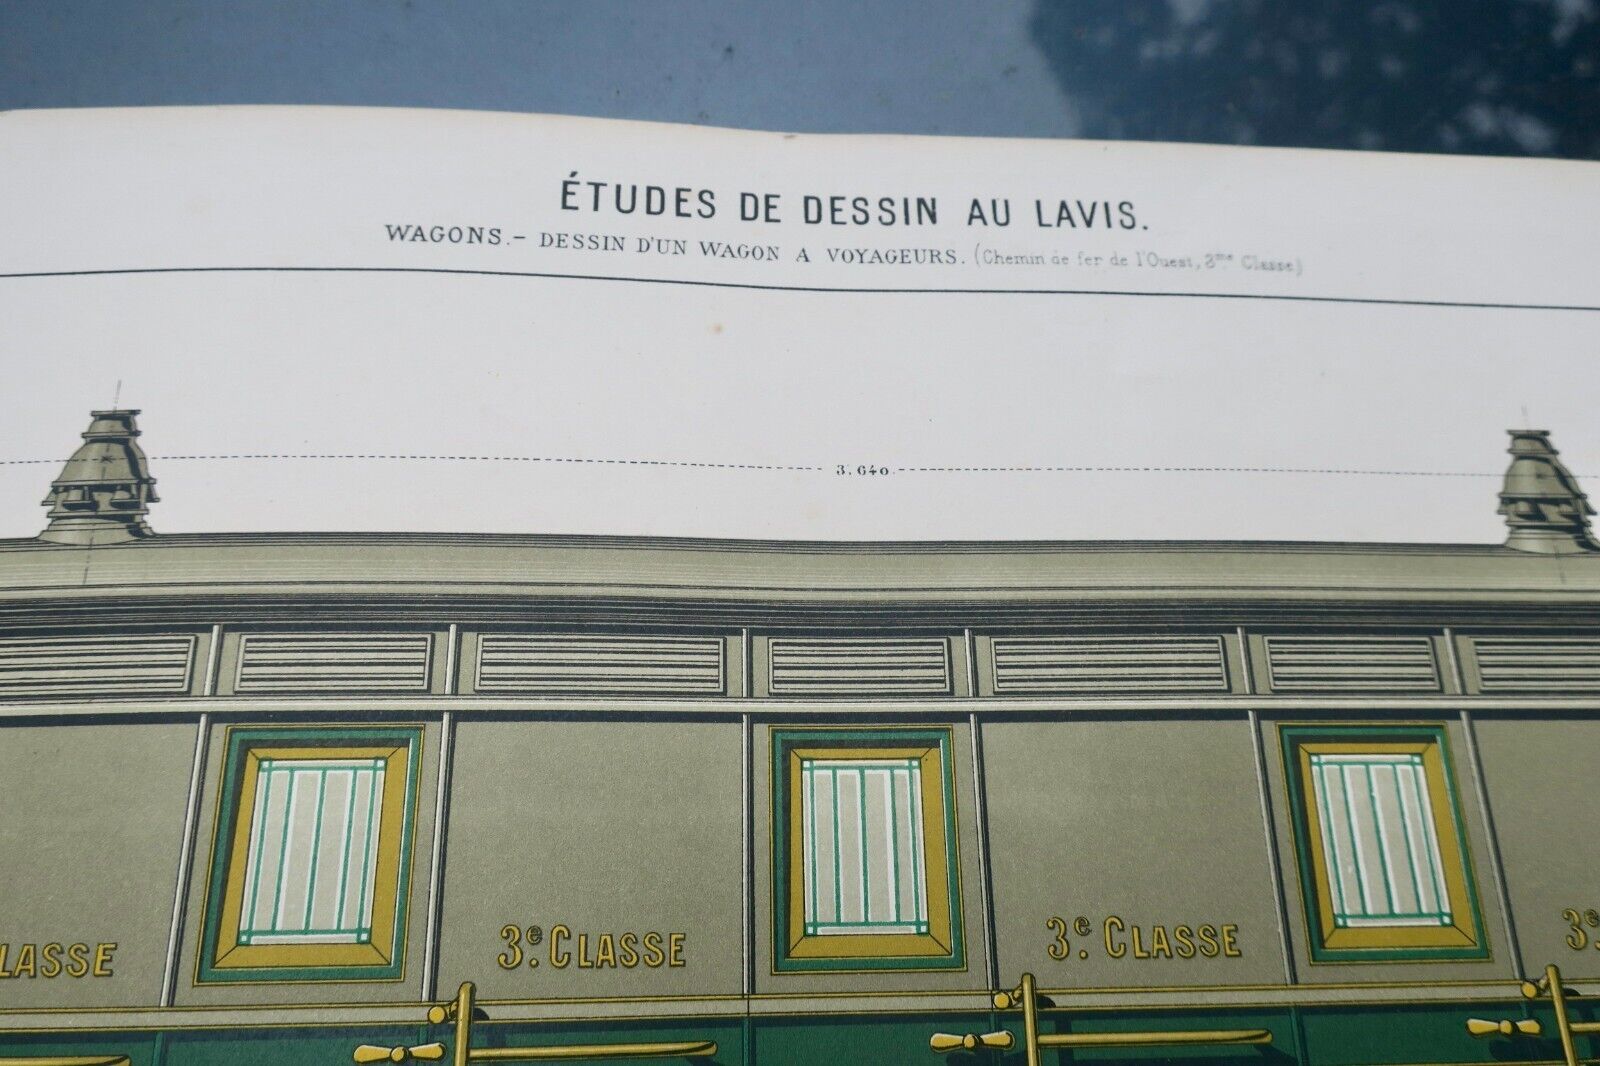 ÉTUDES DE DESSIN AU LAVIS.
WAGONS.– DESSIN D'UN WAGON A VOYAGEURS. (Chemin de fer de l'Ouest, 3me Classe)
3.640
LASSE
3e. CLASSE
3e. CLASSE
3e.